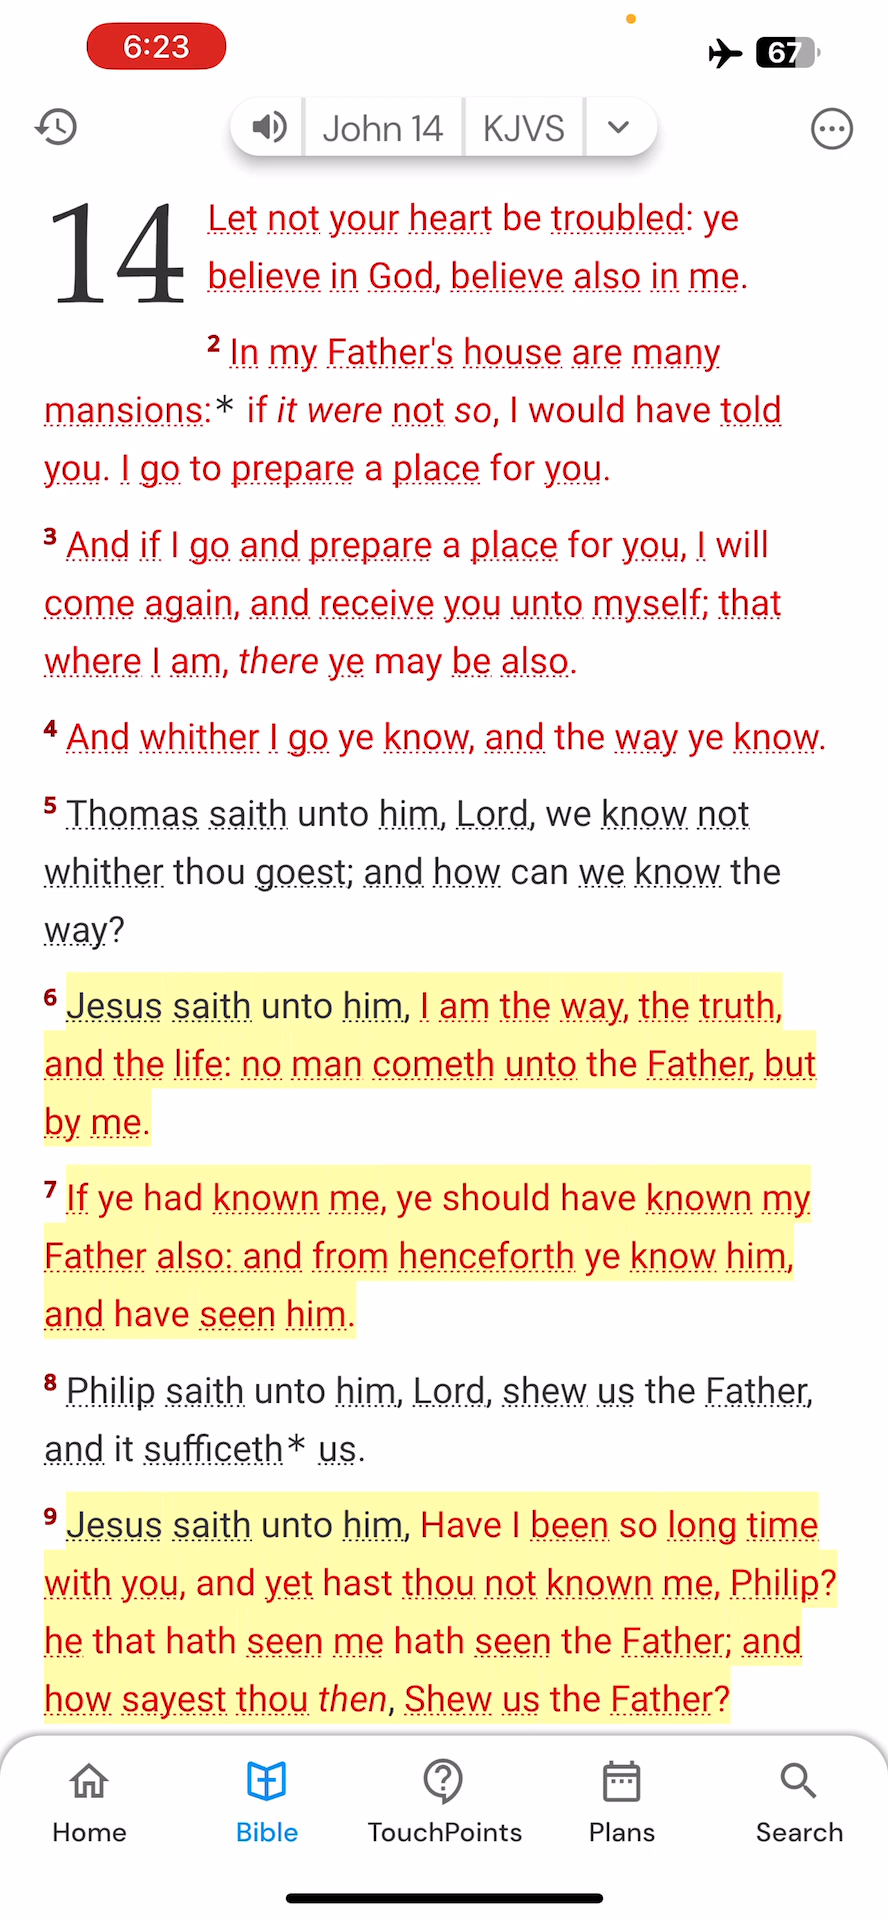 6:23
67
John 14
KJVS
14 Let not your heart be troubled: ye
believe in God, believe also in me.
2 In my Father's house are many
mansions:* if it were not so, I would have told
you. I go to prepare a place for you.
3 And if I go and prepare a place for you, I will
come again, and receive you unto myself; that
where I am, there ye may be also.
4 And whither I go ye know, and the way ye know.
5 Thomas saith unto him, Lord, we know not
whither thou goest; and how can we know the
way?
6 Jesus saith unto him, I am the way, the truth,
and the life: no man cometh unto the Father, but
by me.
7 If ye had known me, ye should have known my
Father also: and from henceforth ye know him,
and have seen him.
8 Philip saith unto him, Lord, shew us the Father,
and it sufficeth* us.
9 Jesus saith unto him, Have I been so long time
with you, and yet hast thou not known me, Philip?
he that hath seen me hath seen the Father; and
how sayest thou then, Shew us the Father?
Home
Bible
TouchPoints
Plans
Search